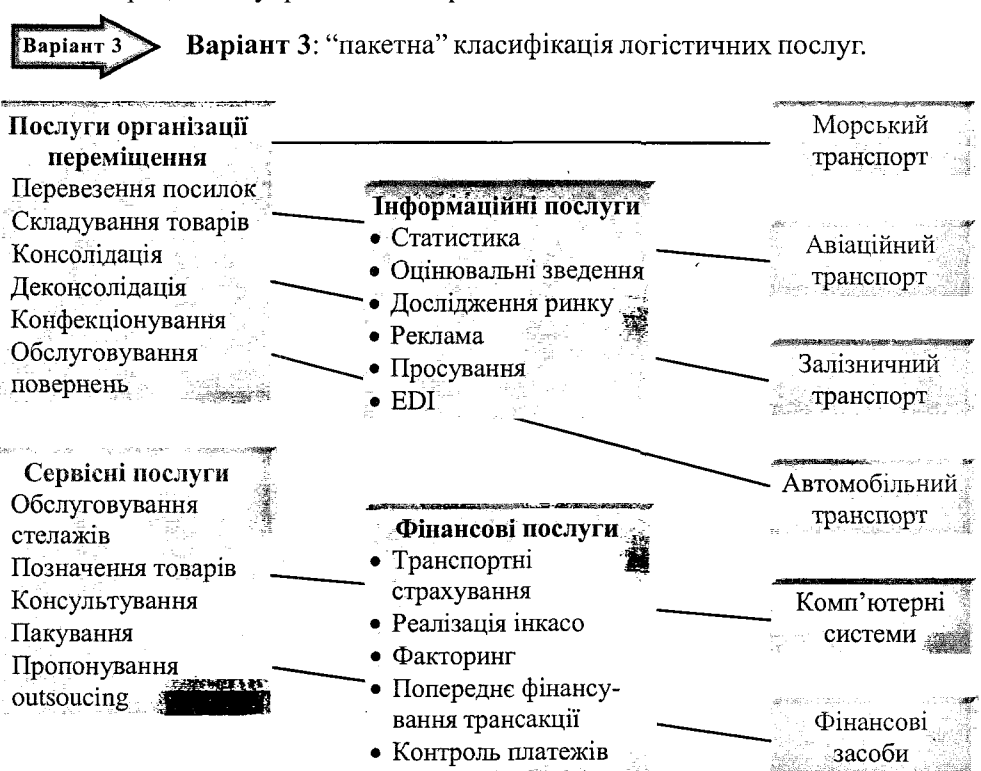 Варіант 3
Варіант 3: “пакетна” класифікація логістичних послуг.
Послуги організації
переміщення
Перевезення посилок
Складування товарів
Консолідація
Деконсолідація
Конфекціонування
Обслуговування
повернень
Сервісні послуги
Обслуговування
стелажів
Позначення товарів
Консультування
Пакування
Пропонування
outsoucing
Інформаційні послуги
• Статистика
• Оцінювальні зведення
• Дослідження ринку
• Реклама
• Просування
• EDI
Фінансові послуги
• Транспортні
страхування
• Реалізація інкасо
• Факторинг
• Попереднє фінансу-
вання трансакції
• Контроль платежів
Морський
транспорт
Авіаційний
транспорт
Залізничний
транспорт
Автомобільний
транспорт
Комп’ютерні
системи
Фінансові
засоби